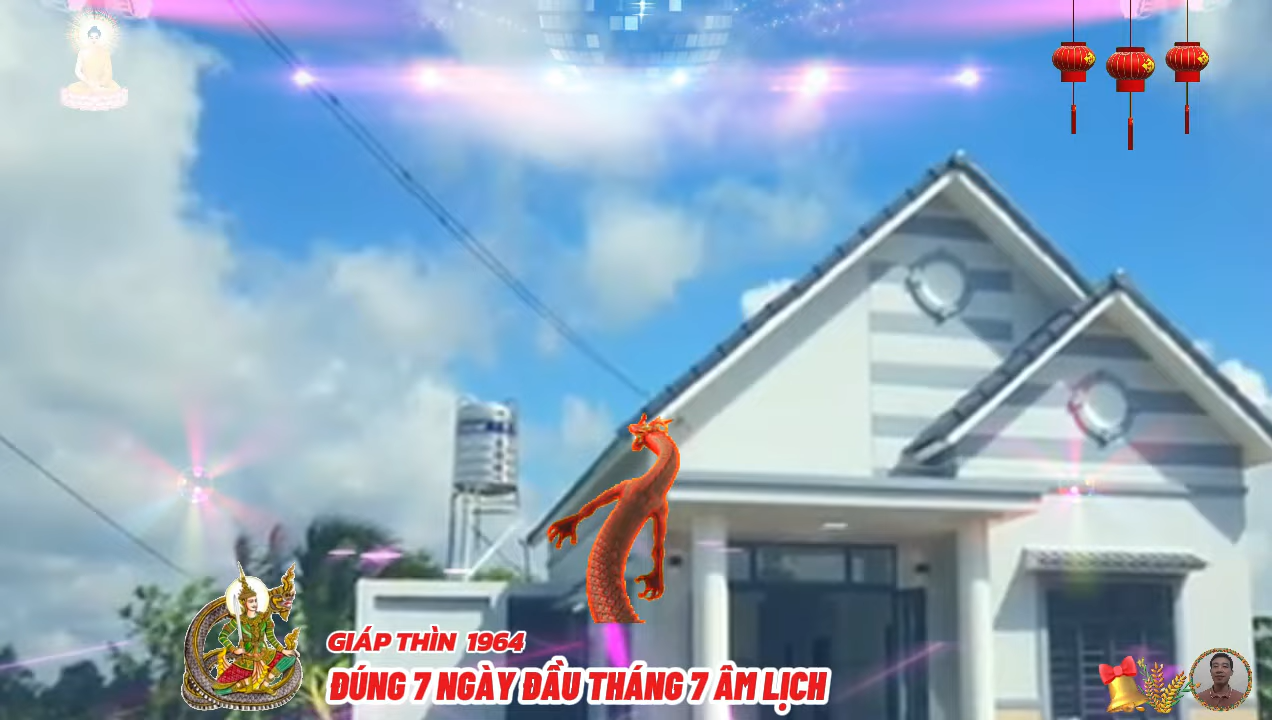 GIÁP THÌN 1964
ĐÚNG 7 NGÀY ĐẦU THÁNG 7 ÂM LỊCH